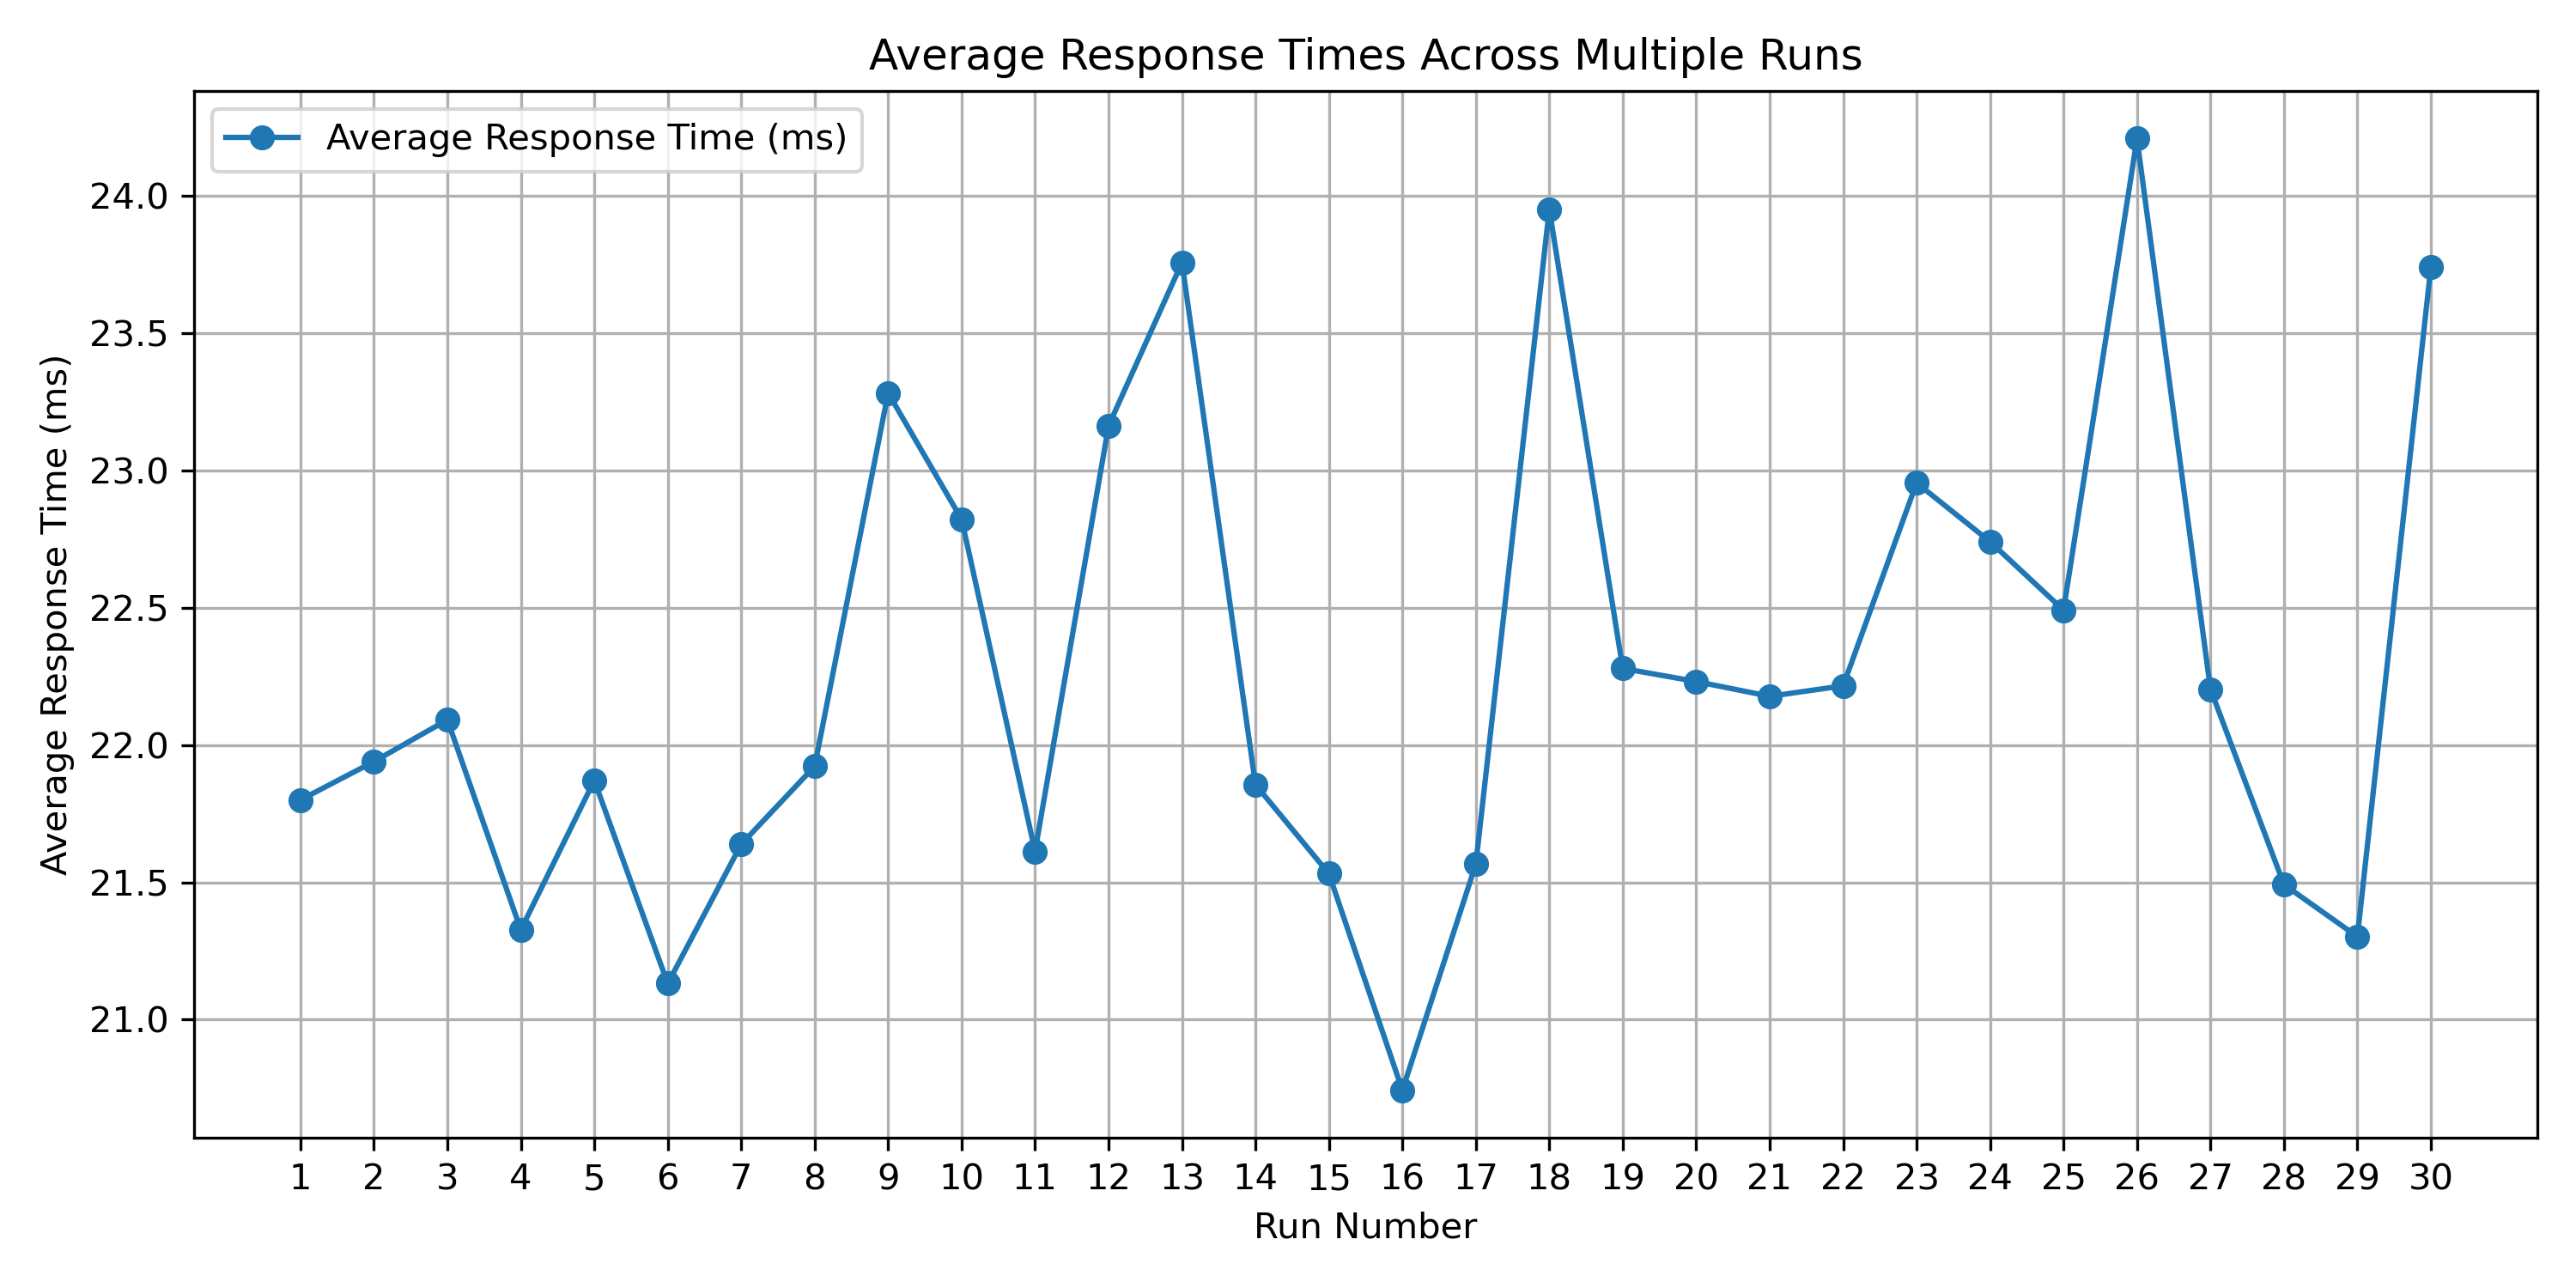 Average Response Times Across Multiple Runs
Average Response Time (ms)
Average Response Time (ms)
24.0
23.5
23.0
22.5
22.0
21.5
21.0
1 2 3 4 5 6 7 8 9 10 11 12 13 14 15 16 17 18 19 20 21 22 23 24 25 26 27 28 29 30
Run Number